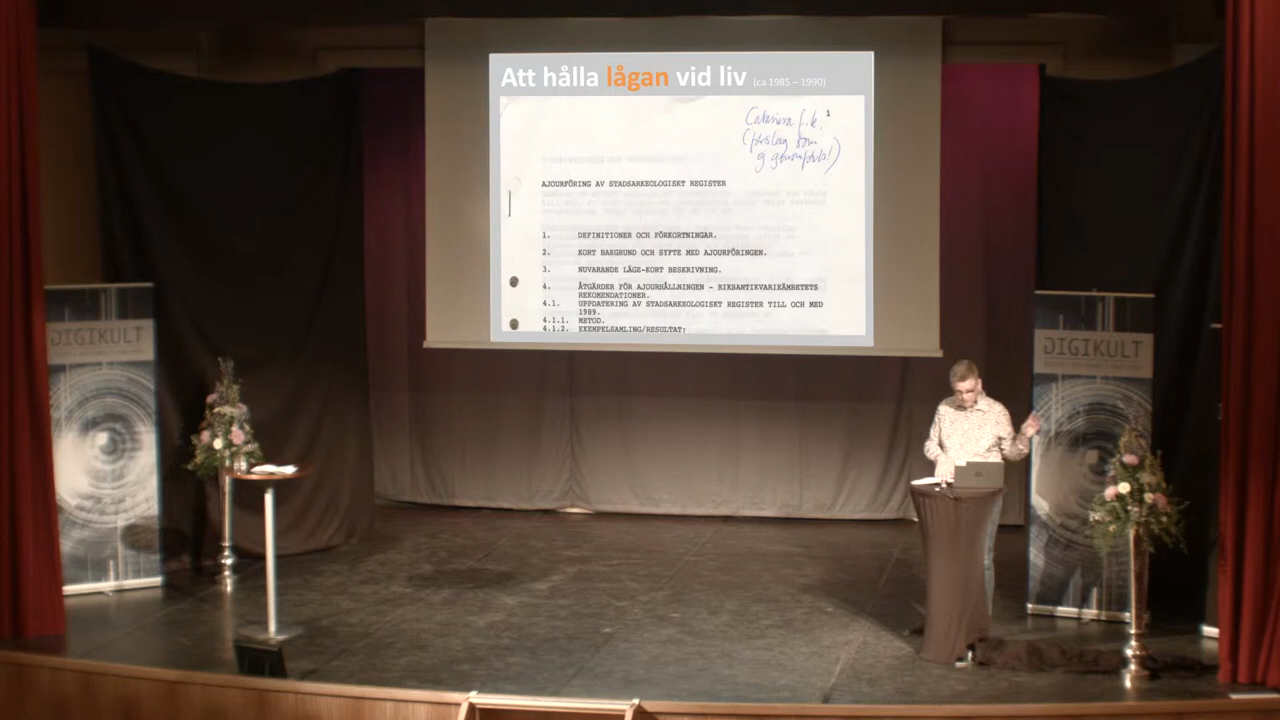 Att hålla lågan vid liv (ca 1985 – 1990)
1
AJOURFÖRING AV STADSARKEOLOGISKT REGISTER
1. DEFINITIONER OCH FÖRKORTNINGAR.
2. KORT BAKGRUND OCH SYFTE MED AJOURFÖRINGEN.
3. NUVARANDE LÄGE-KORT BESKRIVNING.
4. ÅTGÄRDER FÖR AJOURHÅLLNINGEN - RIKSANTIKVARIEÄMBETETS
REKOMENDATIONER.
4.1. UPPDATERING AV STADSARKEOLOGISKT REGISTER TILL OCH MED
1989.
4.1.1. METOD.
4.1.2. EXEMPELSAMLING/RESULTAT:
DIGIKULT
DIGIKULT